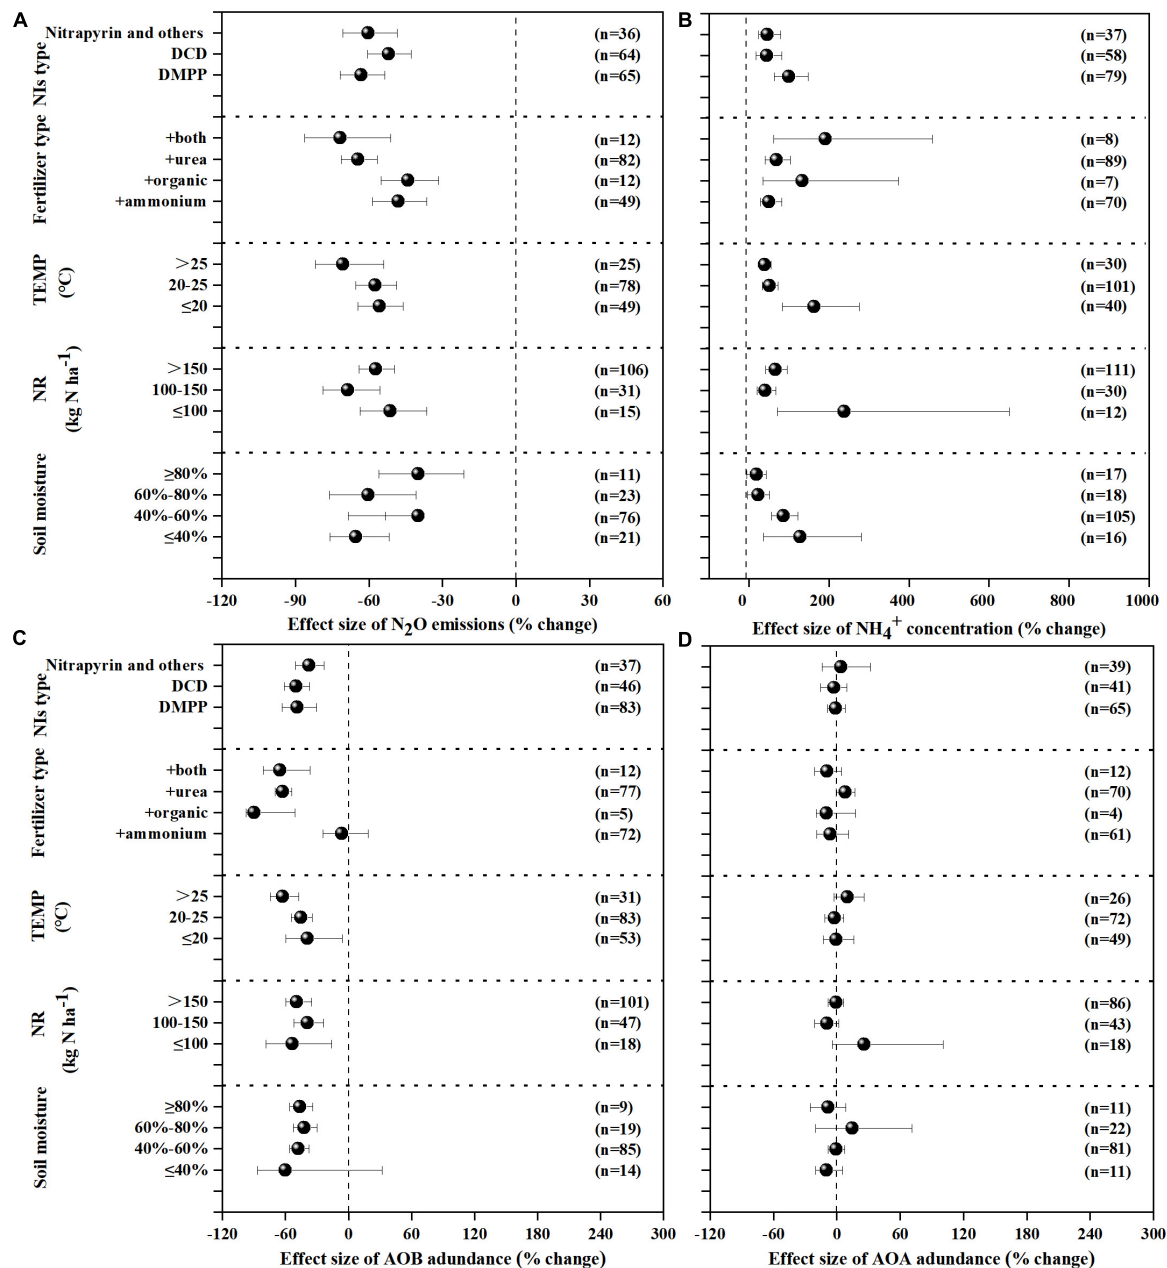 A
NIs type
Nitrapyrin and others (n=36)
DCD (n=64)
DMPP (n=65)
Fertilizer type
+both (n=12)
+urea (n=82)
+organic (n=12)
+ammonium (n=49)
TEMP
(°C)
>25 (n=25)
20-25 (n=78)
≤20 (n=49)
NR
(kg N ha⁻¹)
>150 (n=106)
100-150 (n=31)
≤100 (n=15)
Soil moisture
≥80% (n=11)
60%-80% (n=23)
40%-60% (n=76)
≤40% (n=21)
-120 -90 -60 -30 0 30 60
Effect size of N₂O emissions (% change)
B
(n=37)
(n=58)
(n=79)
(n=8)
(n=89)
(n=7)
(n=70)
(n=30)
(n=101)
(n=40)
(n=111)
(n=30)
(n=12)
(n=17)
(n=18)
(n=105)
(n=16)
0 200 400 600 800 1000
Effect size of NH₄⁺ concentration (% change)
C
NIs type
Nitrapyrin and others (n=37)
DCD (n=46)
DMPP (n=83)
Fertilizer type
+both (n=12)
+urea (n=77)
+organic (n=5)
+ammonium (n=72)
TEMP
(°C)
>25 (n=31)
20-25 (n=83)
≤20 (n=53)
NR
(kg N ha⁻¹)
>150 (n=101)
100-150 (n=47)
≤100 (n=18)
Soil moisture
≥80% (n=9)
60%-80% (n=19)
40%-60% (n=85)
≤40% (n=14)
-120 -60 0 60 120 180 240 300
Effect size of AOB adundance (% change)
D
(n=39)
(n=41)
(n=65)
(n=12)
(n=70)
(n=4)
(n=61)
(n=26)
(n=72)
(n=49)
(n=86)
(n=43)
(n=18)
(n=11)
(n=22)
(n=81)
(n=11)
-120 -60 0 60 120 180 240 300
Effect size of AOA adundance (% change)